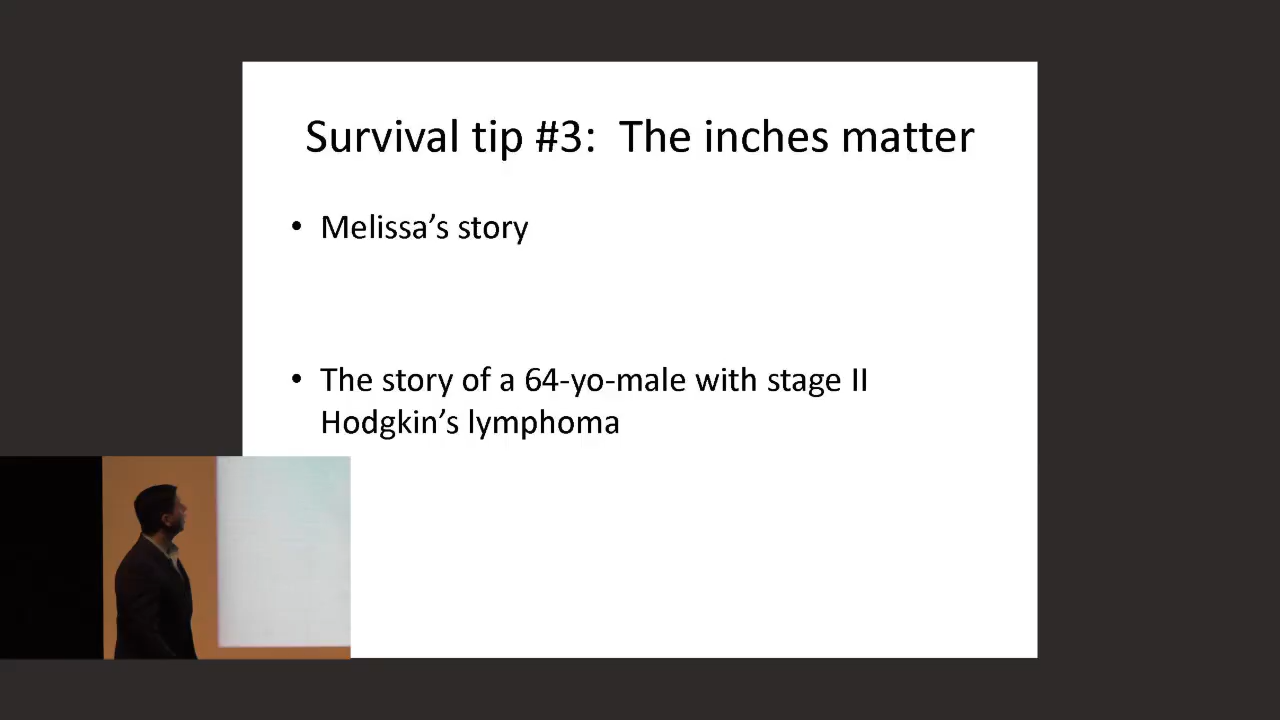 Survival tip #3:  The inches matter
• Melissa’s story
• The story of a 64-yo-male with stage II
Hodgkin’s lymphoma